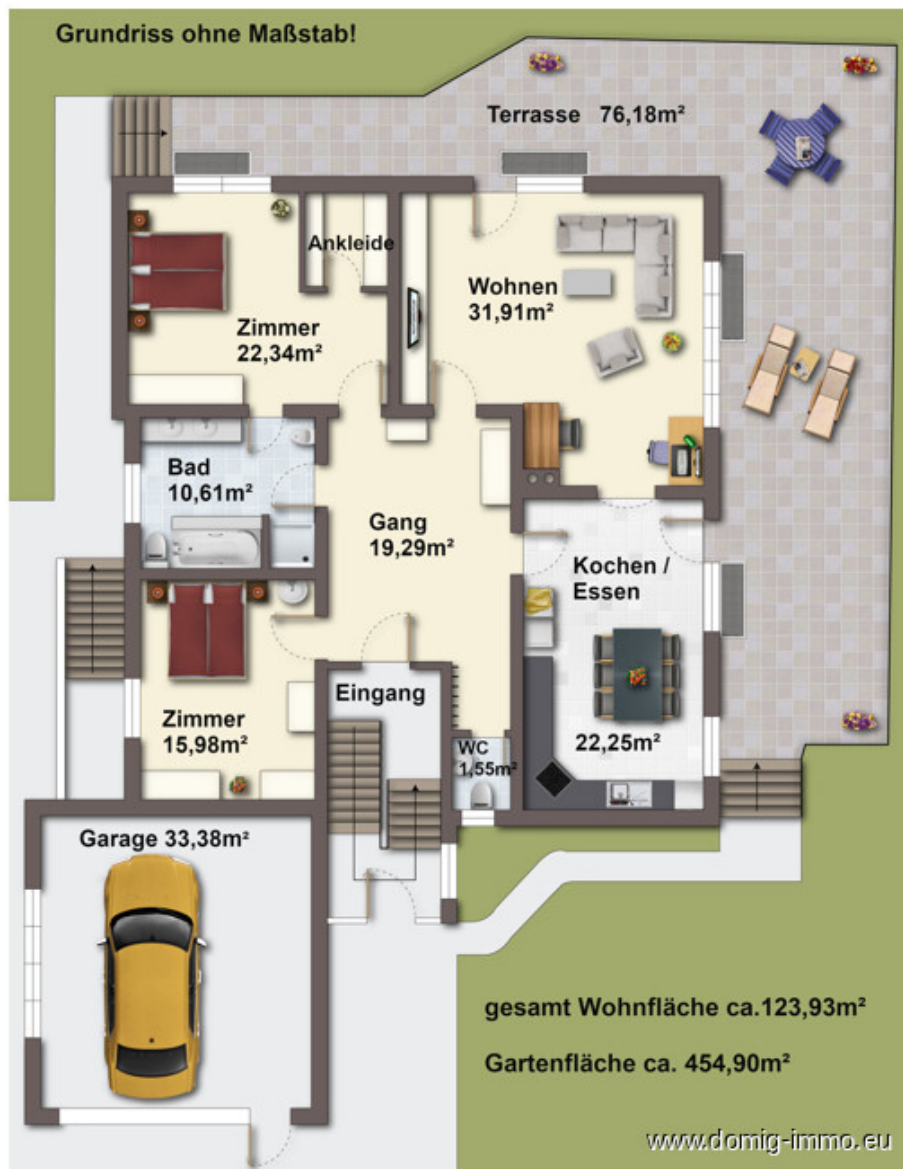 Grundriss ohne Maßstab!
Terrasse 76,18m²
Ankleide
Wohnen
31,91m²
Zimmer
22,34m²
Bad
10,61m²
Gang
19,29m²
Kochen /
Essen
22,25m²
Eingang
Zimmer
15,98m²
WC
1,55m²
Garage 33,38m²
gesamt Wohnfläche ca.123,93m²
Gartenfläche ca. 454,90m²
www.domig-immo.eu